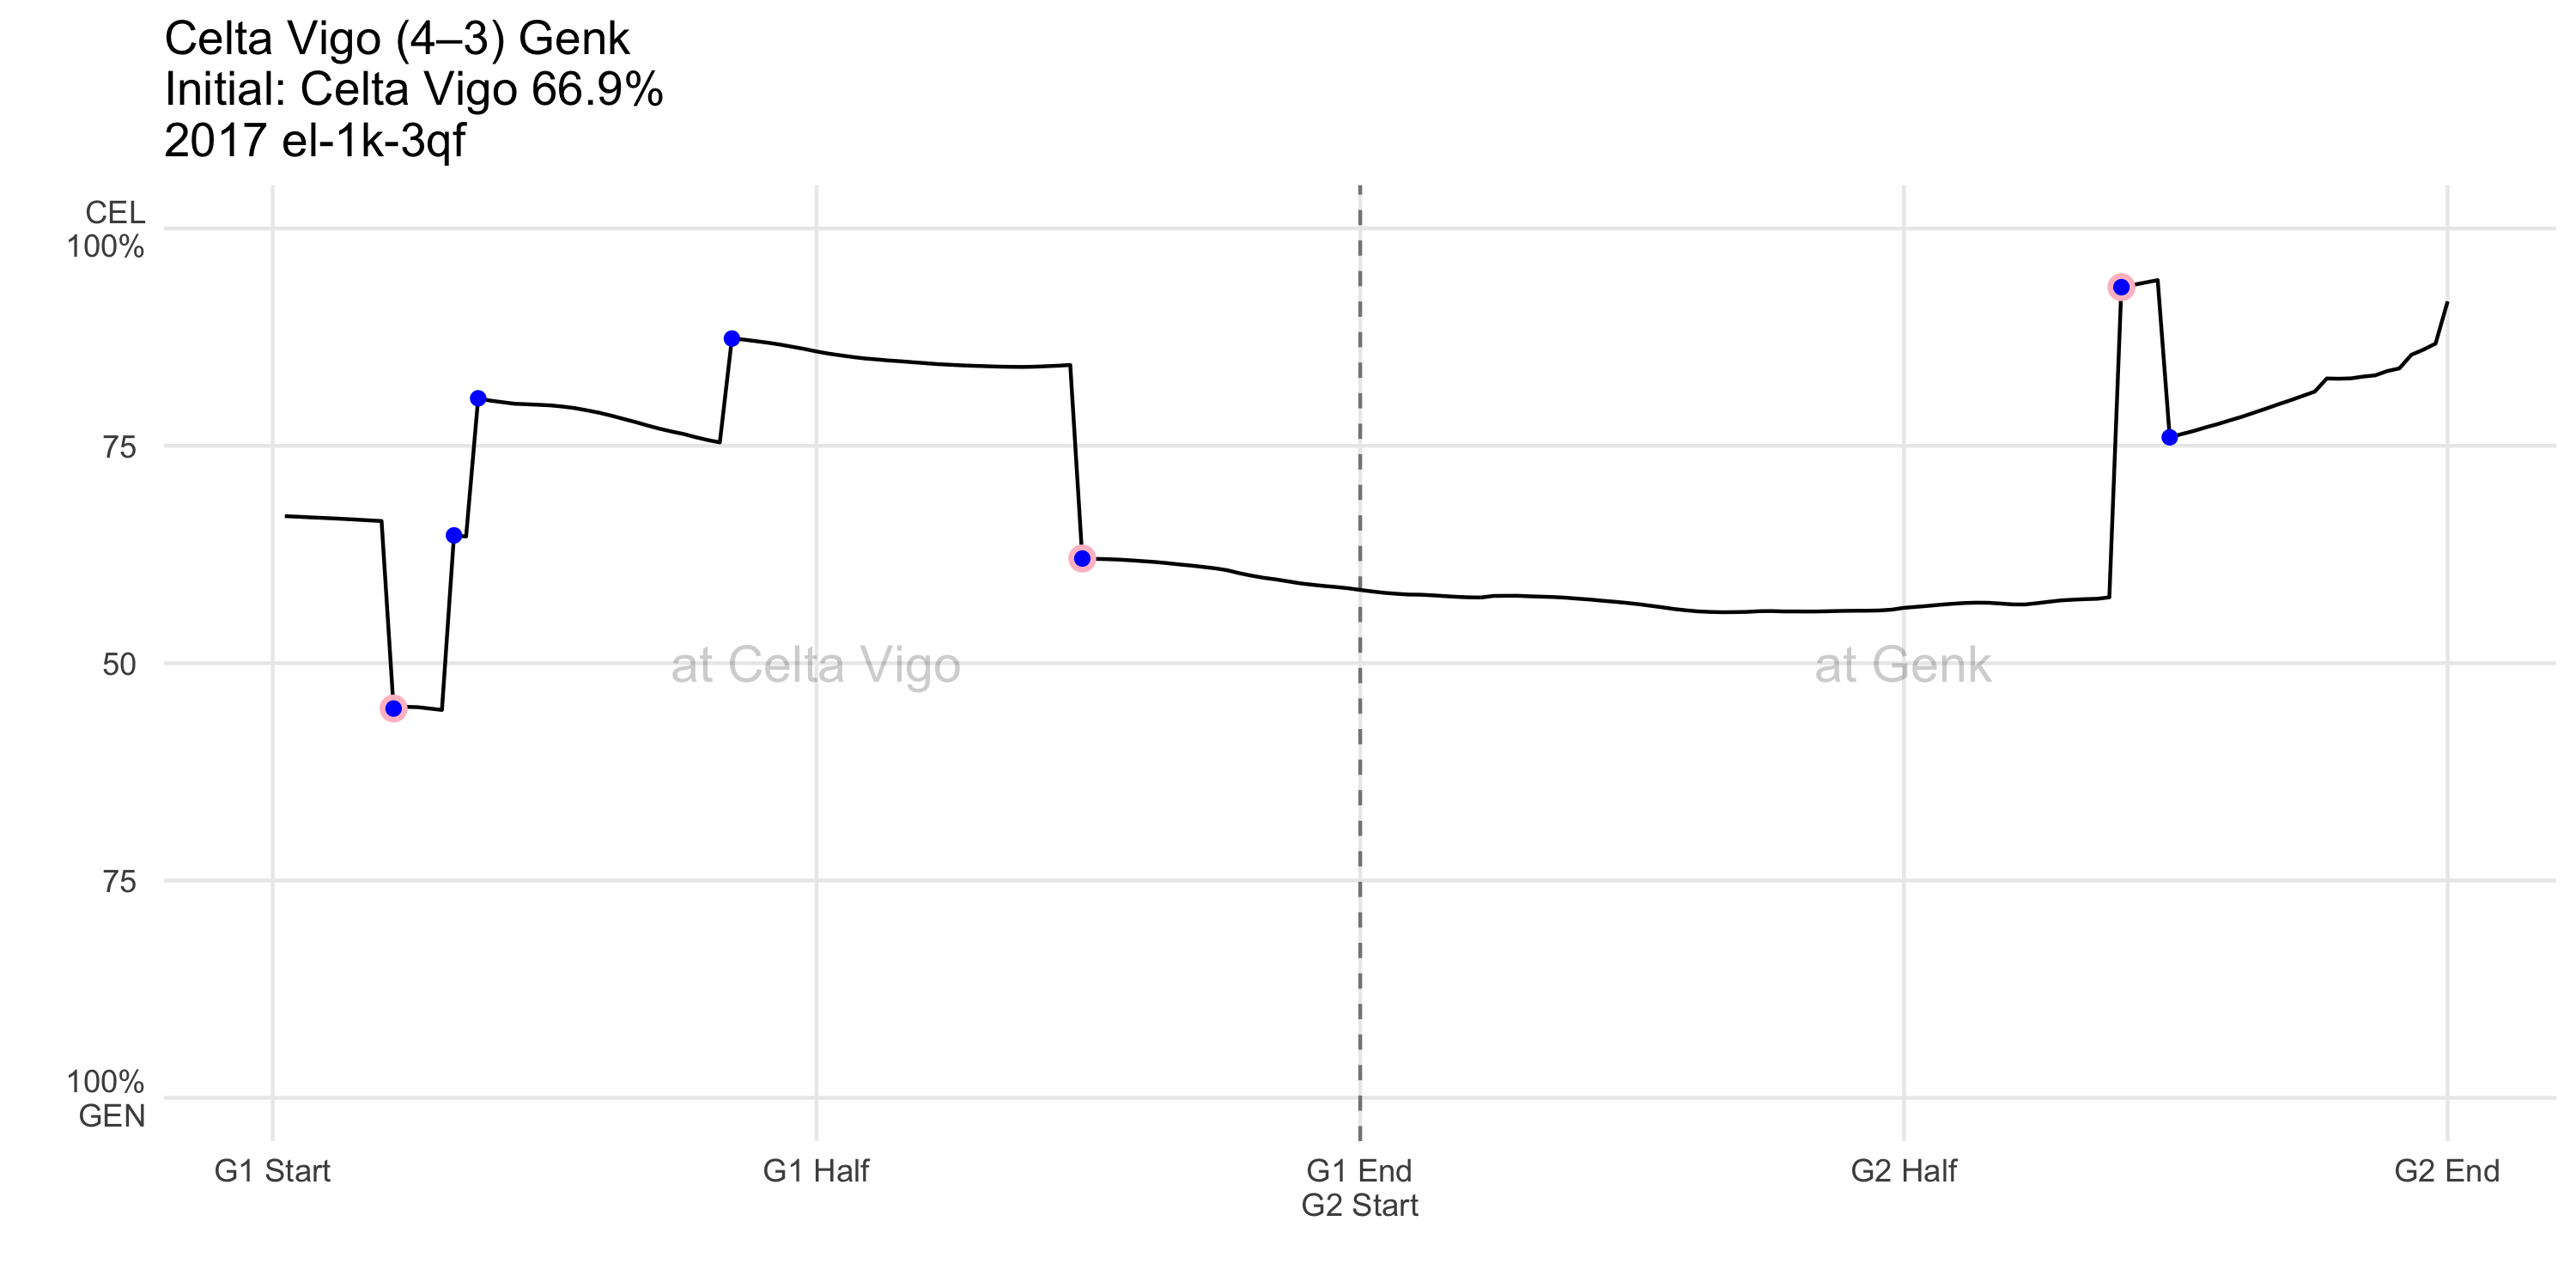 Celta Vigo (4–3) Genk
Initial: Celta Vigo 66.9%
2017 el-1k-3qf
CEL
100%
75
50
75
100%
GEN
at Celta Vigo
at Genk
G1 Start
G1 Half
G1 End
G2 Start
G2 Half
G2 End